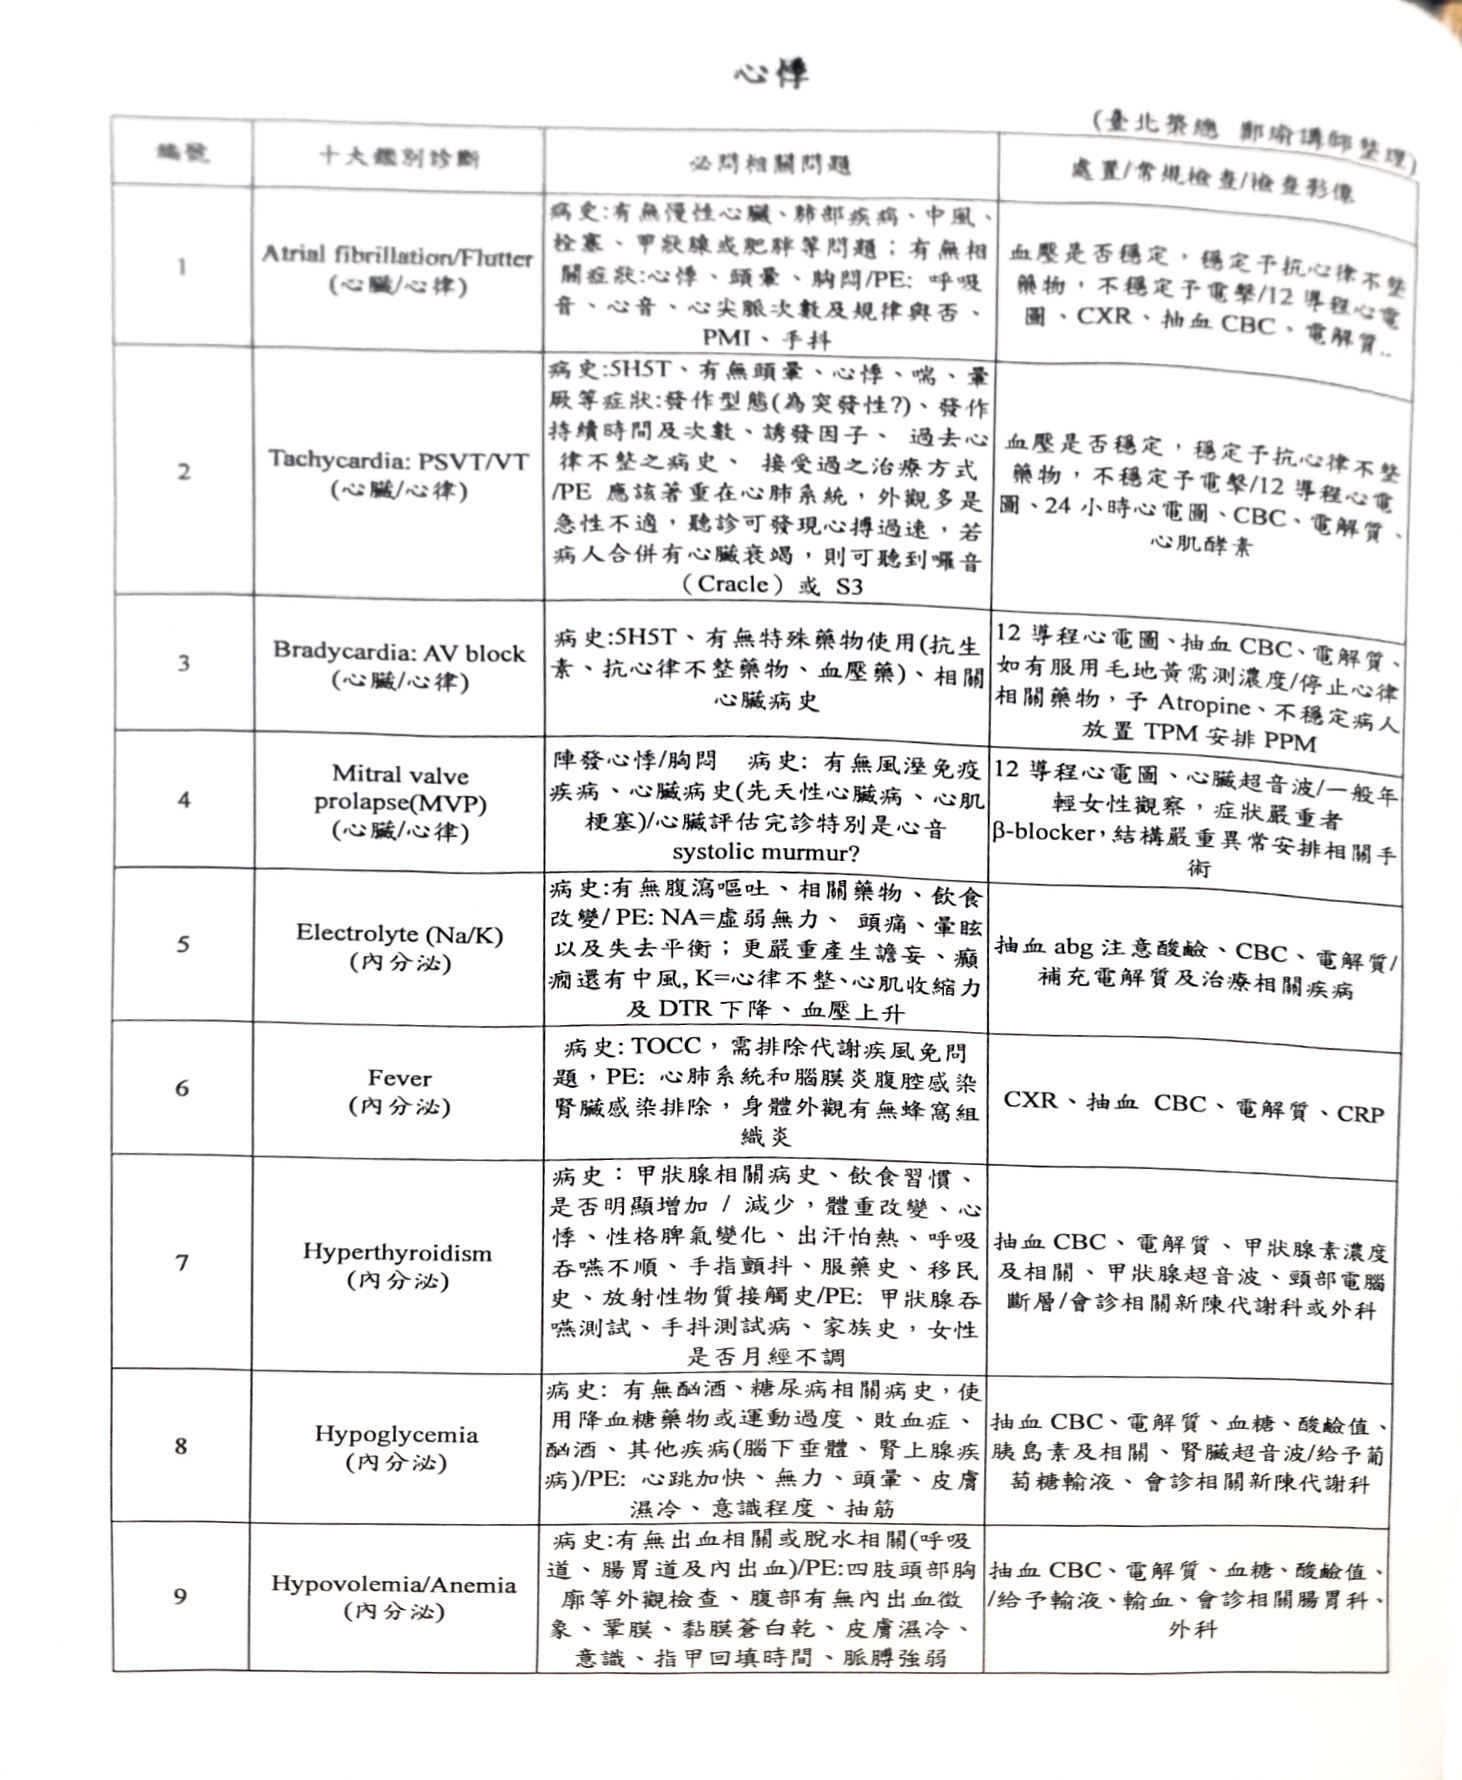 心悸
(臺北榮總 鄭瑜講師整理)
編號
十大鑑別診斷
必問相關問題
處置/常規檢查/檢查影像
1
Atrial fibrillation/Flutter
(心臟/心律)
病史:有無慢性心臟、肺部疾病、中風、
栓塞、甲狀腺或肥胖等問題；有無相
關症狀:心悸、頭暈、胸悶/PE: 呼吸
音、心音、心尖脈次數及規律與否、
PMI、手抖
血壓是否穩定，穩定予抗心律不整
藥物，不穩定予電擊/12 導程心電
圖、CXR、抽血 CBC、電解質..
2
Tachycardia: PSVT/VT
(心臟/心律)
病史:5H5T、有無頭暈、心悸、喘、暈
厥等症狀:發作型態(為突發性?)、發作
持續時間及次數、誘發因子、 過去心
律不整之病史、 接受過之治療方式
/PE 應該著重在心肺系統，外觀多是
急性不適，聽診可發現心搏過速，若
病人合併有心臟衰竭，則可聽到囉音
（Cracle）或 S3
血壓是否穩定，穩定予抗心律不整
藥物，不穩定予電擊/12 導程心電
圖、24 小時心電圖、CBC、電解質、
心肌酵素
3
Bradycardia: AV block
(心臟/心律)
病史:5H5T、有無特殊藥物使用(抗生
素、抗心律不整藥物、血壓藥)、相關
心臟病史
12 導程心電圖、抽血 CBC、電解質、
如有服用毛地黃需測濃度/停止心律
相關藥物，予 Atropine、不穩定病人
放置 TPM 安排 PPM
4
Mitral valve
prolapse(MVP)
(心臟/心律)
陣發心悸/胸悶 病史: 有無風溼免疫
疾病、心臟病史(先天性心臟病、心肌
梗塞)/心臟評估完診特別是心音
systolic murmur?
12 導程心電圖、心臟超音波/一般年
輕女性觀察，症狀嚴重者
β-blocker，結構嚴重異常安排相關手
術
5
Electrolyte (Na/K)
(內分泌)
病史:有無腹瀉嘔吐、相關藥物、飲食
改變/ PE: NA=虛弱無力、 頭痛、暈眩
以及失去平衡；更嚴重產生譫妄、癲
癇還有中風, K=心律不整、心肌收縮力
及 DTR 下降、血壓上升
抽血 abg 注意酸鹼、CBC、電解質/
補充電解質及治療相關疾病
6
Fever
(內分泌)
病史: TOCC，需排除代謝疾風免問
題，PE: 心肺系統和腦膜炎腹腔感染
腎臟感染排除，身體外觀有無蜂窩組
織炎
CXR、抽血 CBC、電解質、CRP
7
Hyperthyroidism
(內分泌)
病史：甲狀腺相關病史、飲食習慣、
是否明顯增加 / 減少，體重改變、心
悸、性格脾氣變化、出汗怕熱、呼吸
吞嚥不順、手指顫抖、服藥史、移民
史、放射性物質接觸史/PE: 甲狀腺吞
嚥測試、手抖測試病、家族史，女性
是否月經不調
抽血 CBC、電解質、甲狀腺素濃度
及相關、甲狀腺超音波、頸部電腦
斷層/會診相關新陳代謝科或外科
8
Hypoglycemia
(內分泌)
病史: 有無酗酒、糖尿病相關病史，使
用降血糖藥物或運動過度、敗血症、
酗酒、其他疾病(腦下垂體、腎上腺疾
病)/PE: 心跳加快、無力、頭暈、皮膚
濕冷、意識程度、抽筋
抽血 CBC、電解質、血糖、酸鹼值、
胰島素及相關、腎臟超音波/給予葡
萄糖輸液、會診相關新陳代謝科
9
Hypovolemia/Anemia
(內分泌)
病史:有無出血相關或脫水相關(呼吸
道、腸胃道及內出血)/PE:四肢頭部胸
廓等外觀檢查、腹部有無內出血徵
象、鞏膜、黏膜蒼白乾、皮膚濕冷、
意識、指甲回填時間、脈膊強弱
抽血 CBC、電解質、血糖、酸鹼值、
/給予輸液、輸血、會診相關腸胃科、
外科